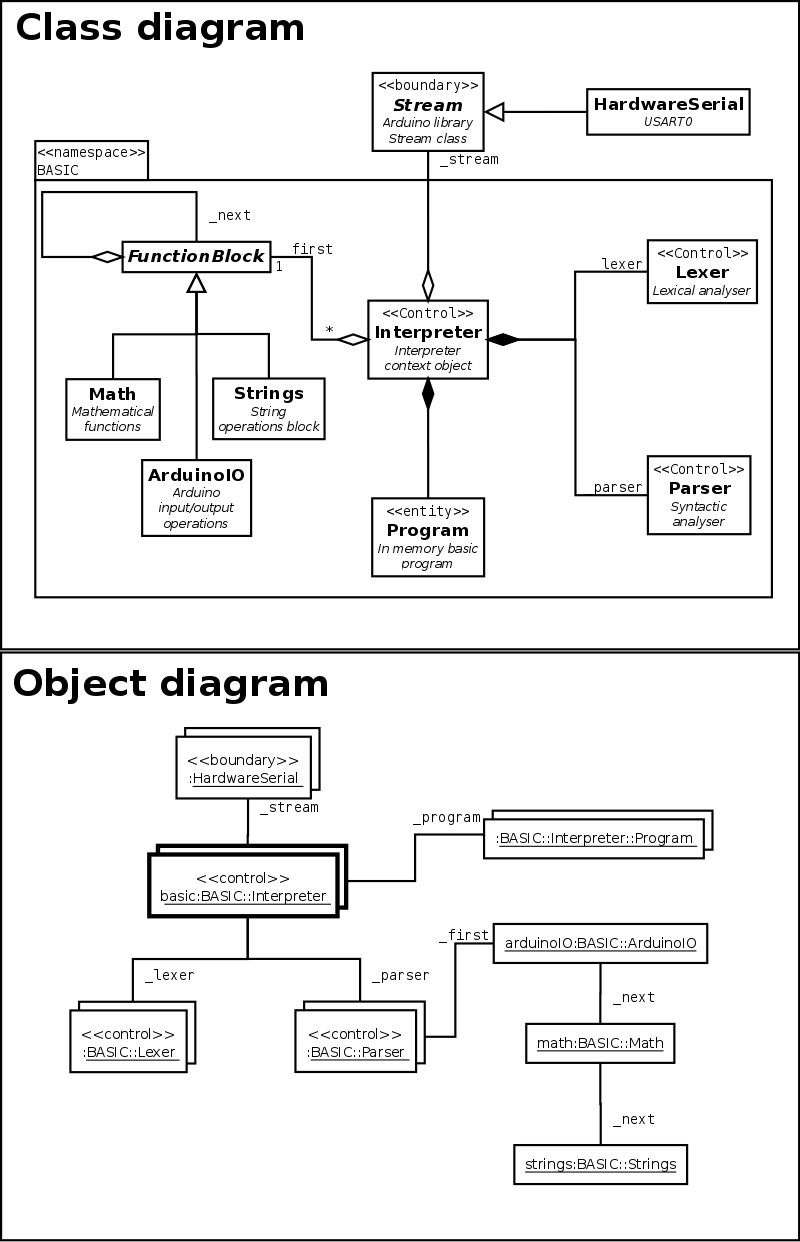 Class diagram
<<boundary>>
Stream
Arduino library
Stream class
HardwareSerial
USART0
_stream
<<namespace>>
BASIC
_next
FunctionBlock
first
1
*
<<Control>>
Lexer
Lexical analyser
lexer
<<Control>>
Interpreter
Interpreter
context object
Math
Mathematical
functions
Strings
String
operations block
ArduinoIO
Arduino
input/output
operations
<<entity>>
Program
In memory basic
program
parser
<<Control>>
Parser
Syntactic
analyser
Object diagram
<<boundary>>
:HardwareSerial
_stream
_program
:BASIC::Interpreter::Program
<<control>>
basic:BASIC::Interpreter
_first
arduinoIO:BASIC::ArduinoIO
_lexer
_parser
_next
<<control>>
:BASIC::Lexer
<<control>>
:BASIC::Parser
math:BASIC::Math
_next
strings:BASIC::Strings